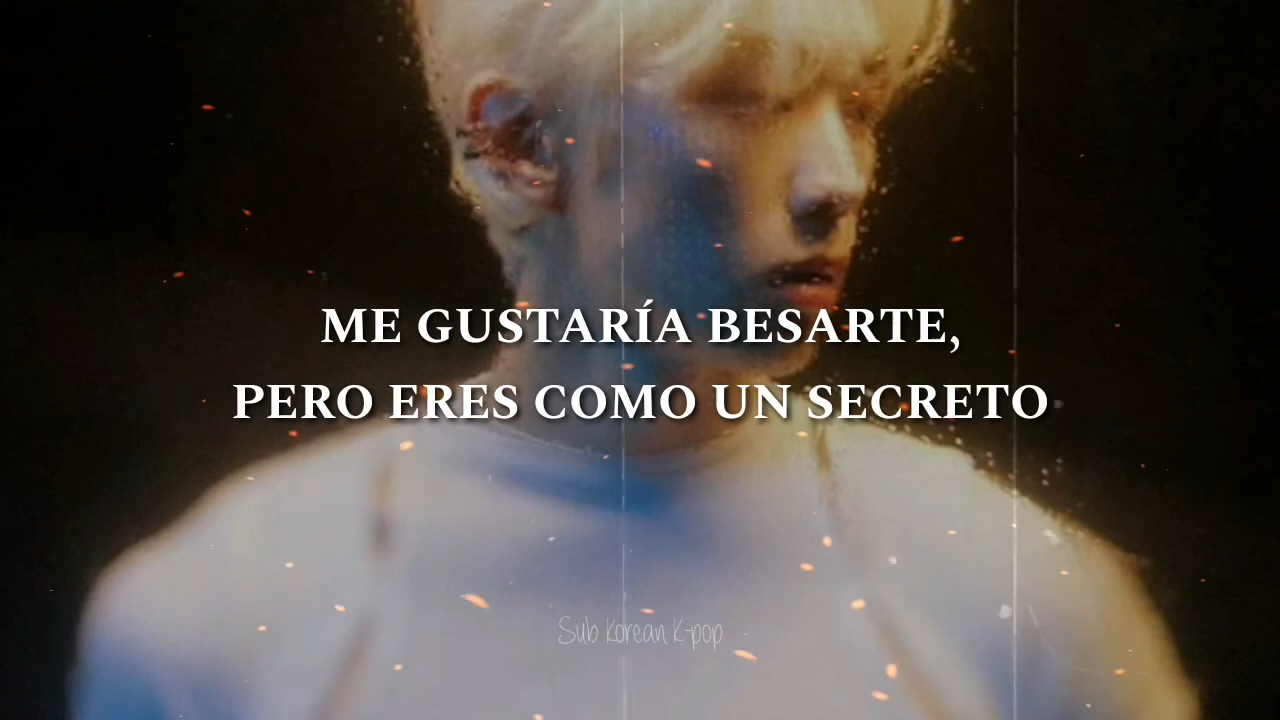 ME GUSTARÍA BESARTE,
PERO ERES COMO UN SECRETO
Sub Korean K-pop